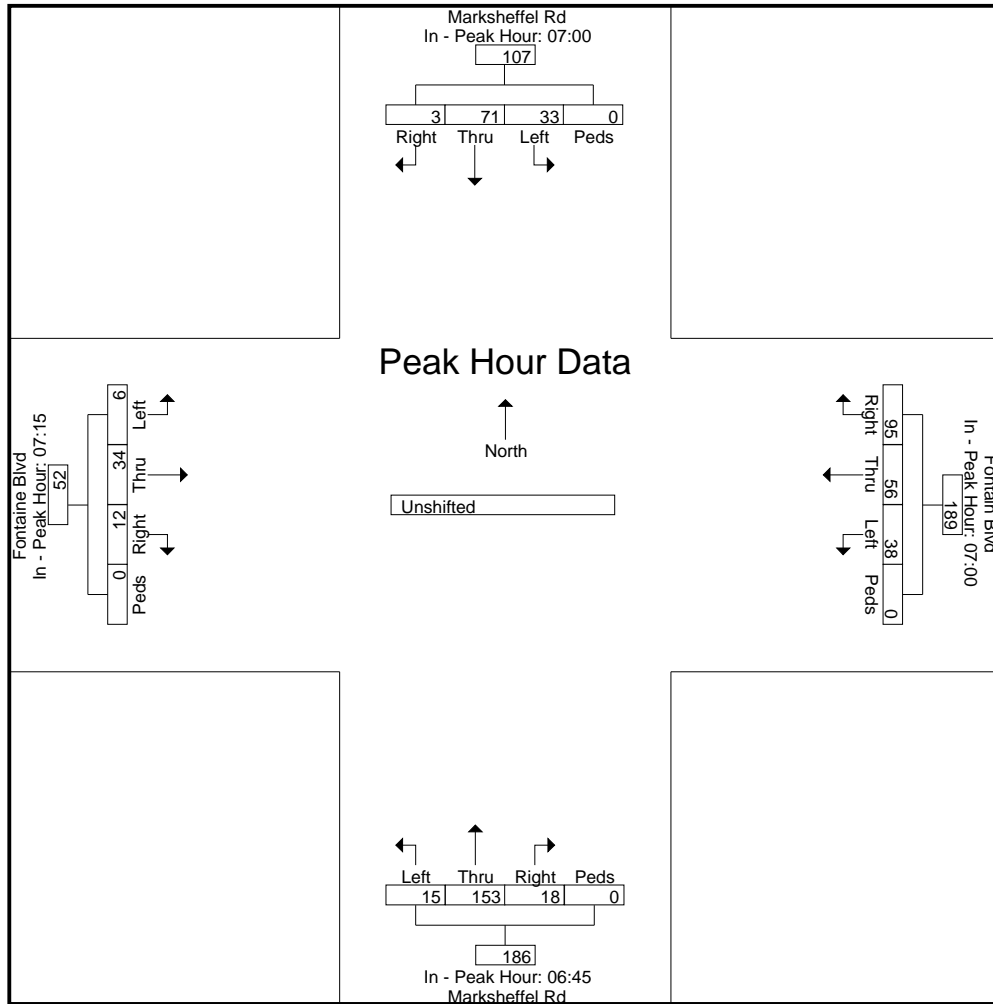 Marksheffel Rd
In - Peak Hour: 07:00
107
3 71 33 0
Right Thru Left Peds
Peak Hour Data
North
Unshifted
Fontaine Blvd
In - Peak Hour: 07:15
52
6 34 12 0
Left Thru Right Peds
Fontain Blvd
In - Peak Hour: 07:00
189
95 56 38 0
Right Thru Left Peds
Left Thru Right Peds
15 153 18 0
186
In - Peak Hour: 06:45
Marksheffel Rd